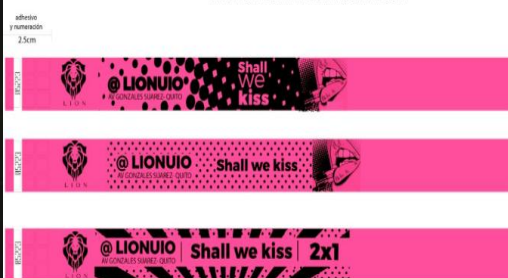 adhesivo
y numeración
2.5cm
LION
@ LIONUIO
AV GONZALES SUAREZ- QUITO
Shall
we
kiss
LION
@ LIONUIO
AV GONZALES SUAREZ- QUITO
Shall we kiss
LION
@ LIONUIO
AV GONZALES SUAREZ- QUITO
Shall we kiss
2x1